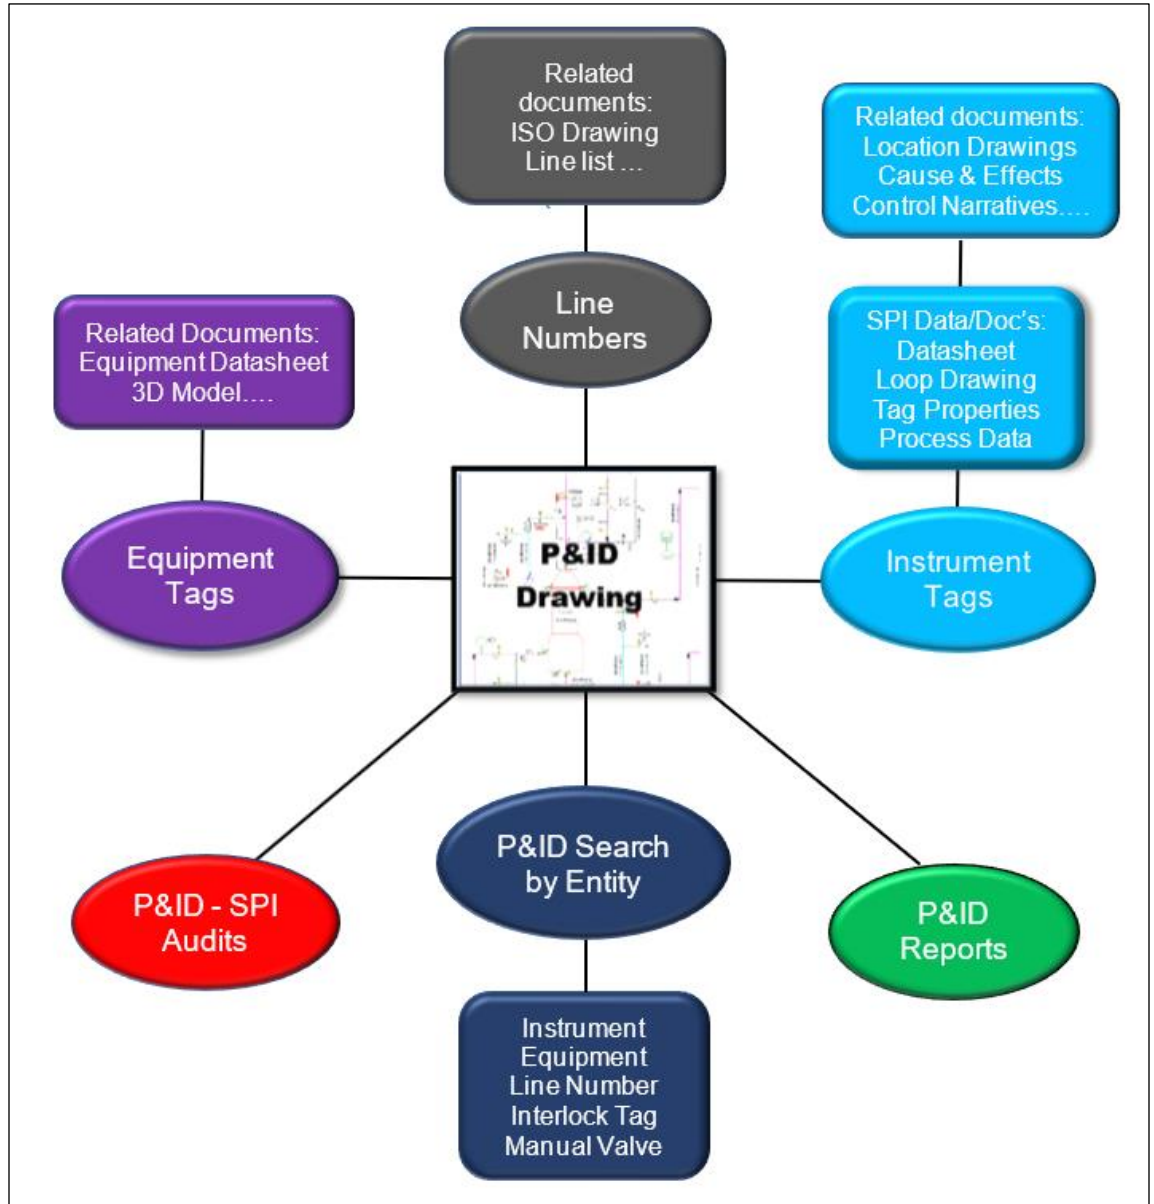 Related
documents:
ISO Drawing
Line list ...
Related documents:
Location Drawings
Cause & Effects
Control Narratives....
Line
Numbers
SPI Data/Doc's:
Datasheet
Loop Drawing
Tag Properties
Process Data
Related Documents:
Equipment Datasheet
3D Model....
Equipment
Tags
P&ID
Drawing
Instrument
Tags
P&ID - SPI
Audits
P&ID Search
by Entity
P&ID
Reports
Instrument
Equipment
Line Number
Interlock Tag
Manual Valve